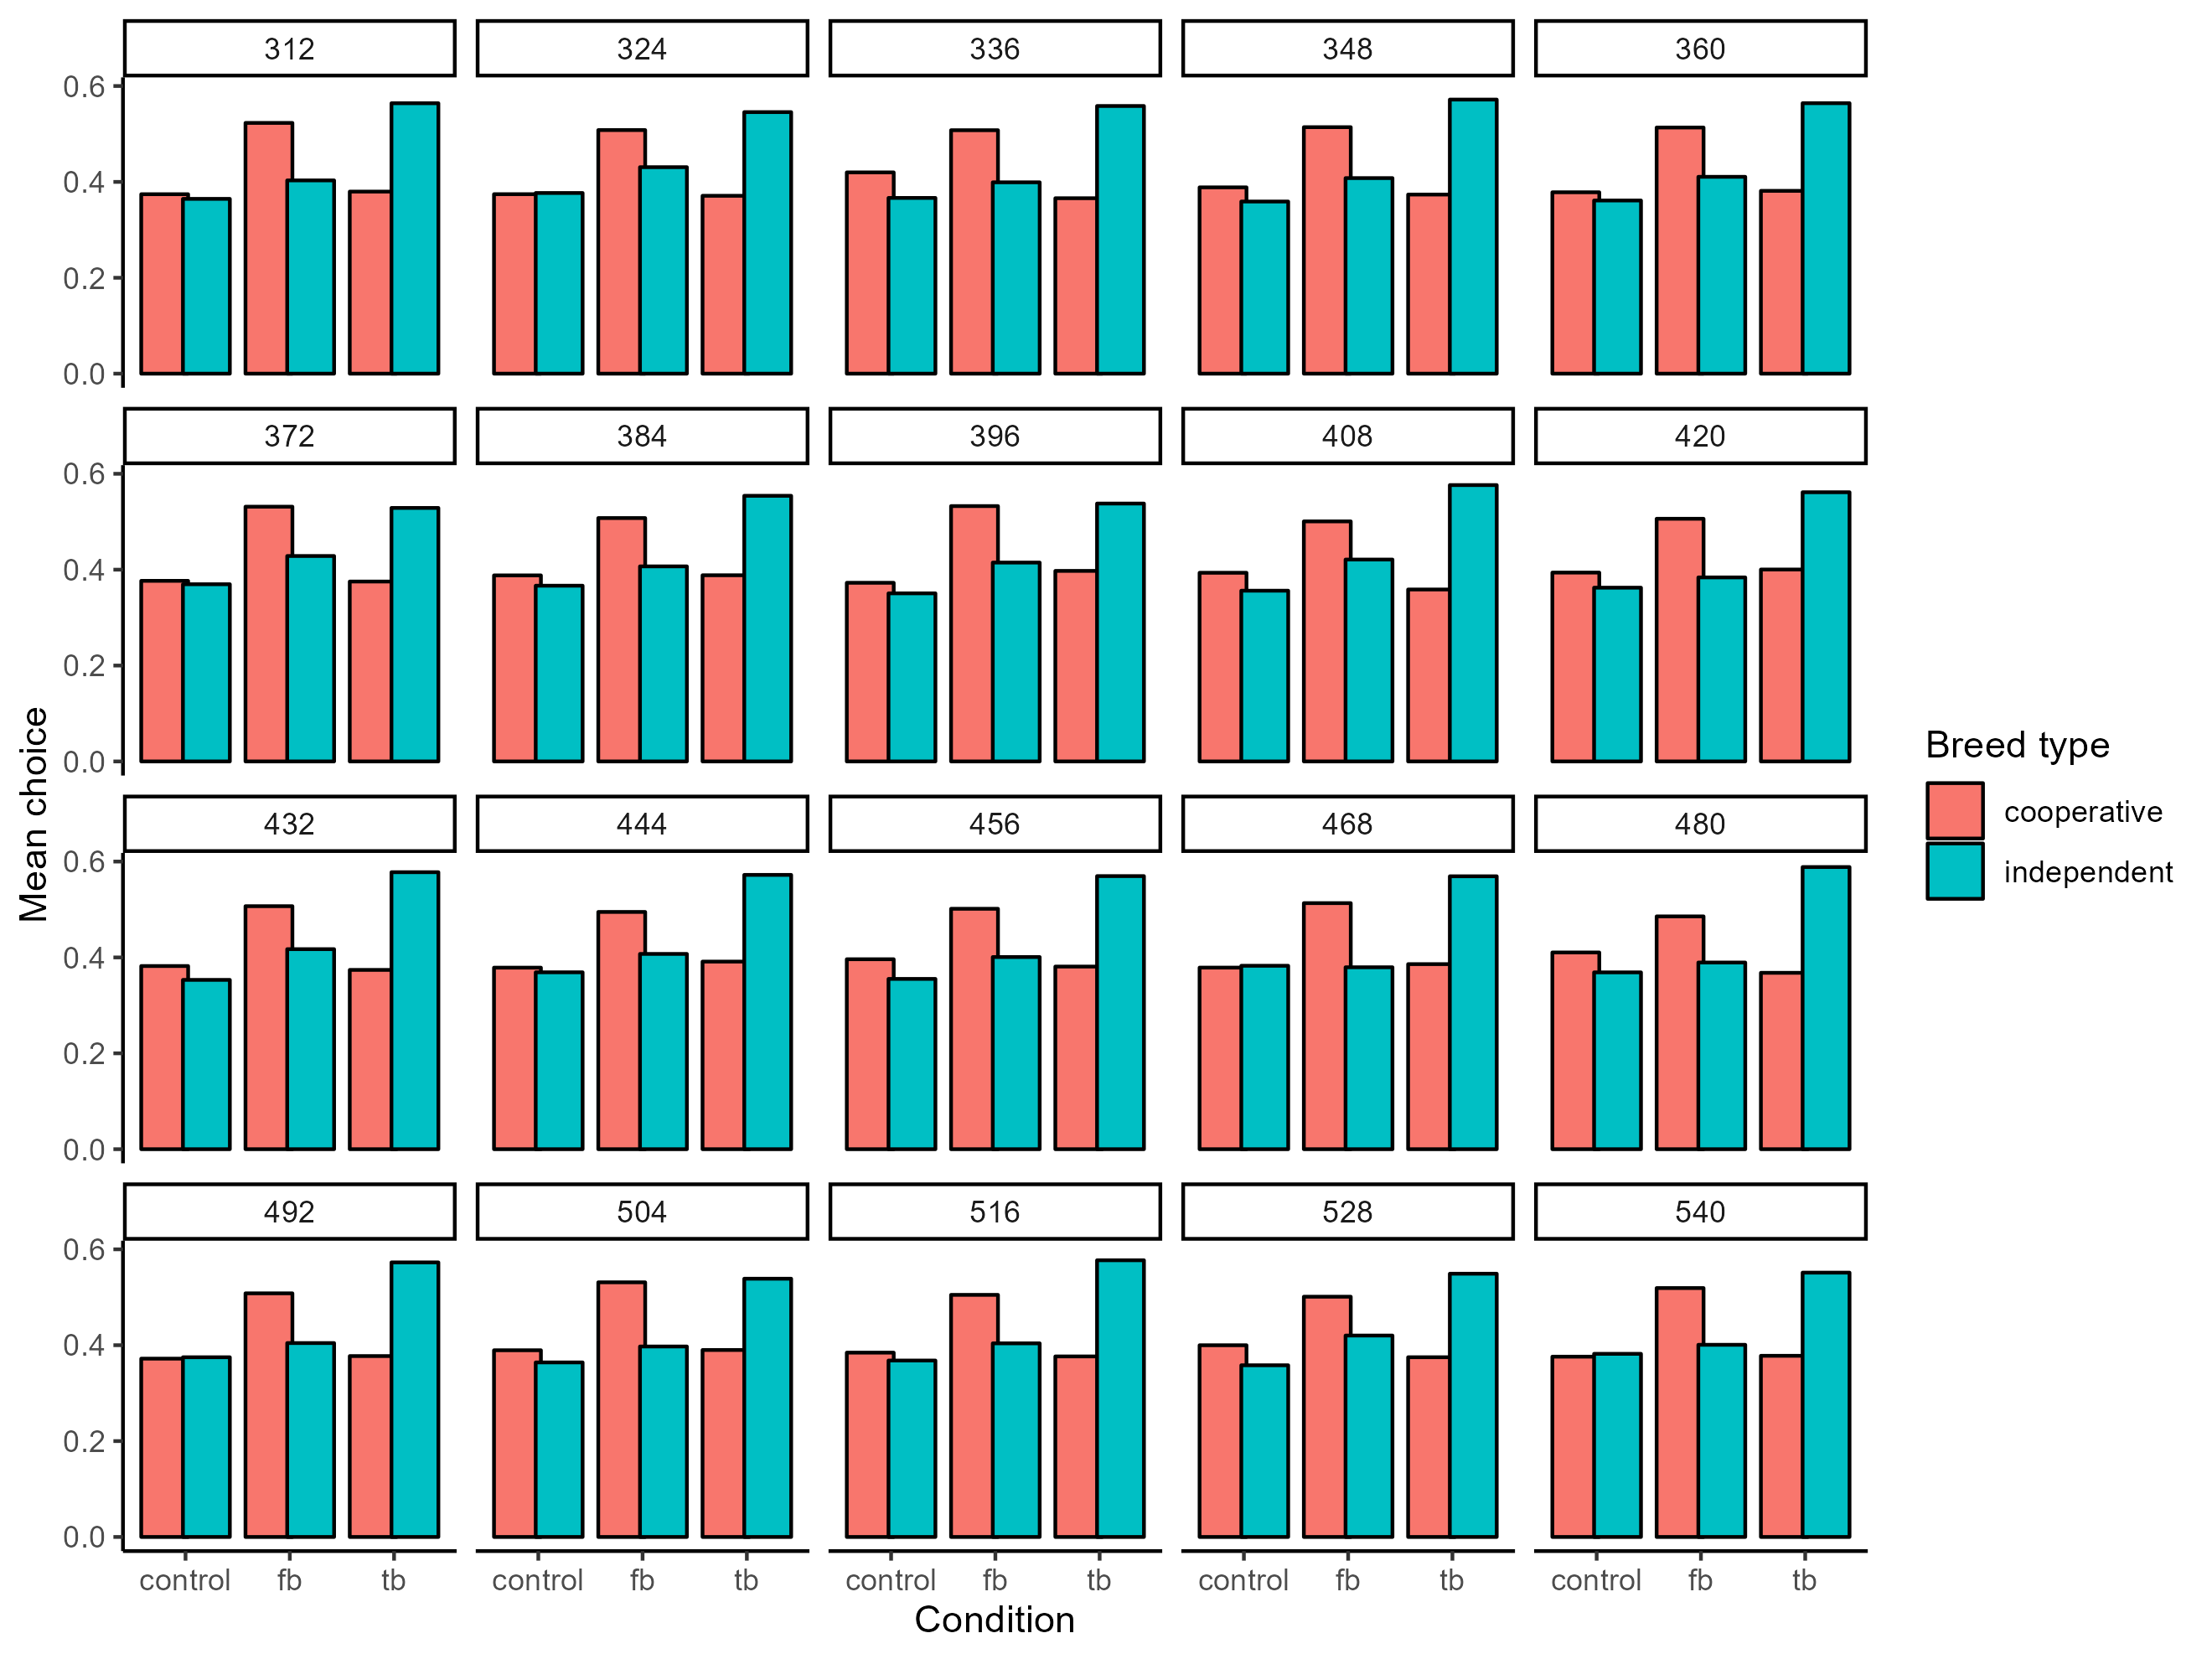 312 324 336 348 360
0.6
0.4
0.2
0.0
372 384 396 408 420
0.6
0.4
0.2
0.0
432 444 456 468 480
0.6
0.4
0.2
0.0
492 504 516 528 540
0.6
0.4
0.2
0.0
control fb tb control fb tb control fb tb control fb tb control fb tb
Condition
Mean choice
Breed type
cooperative
independent